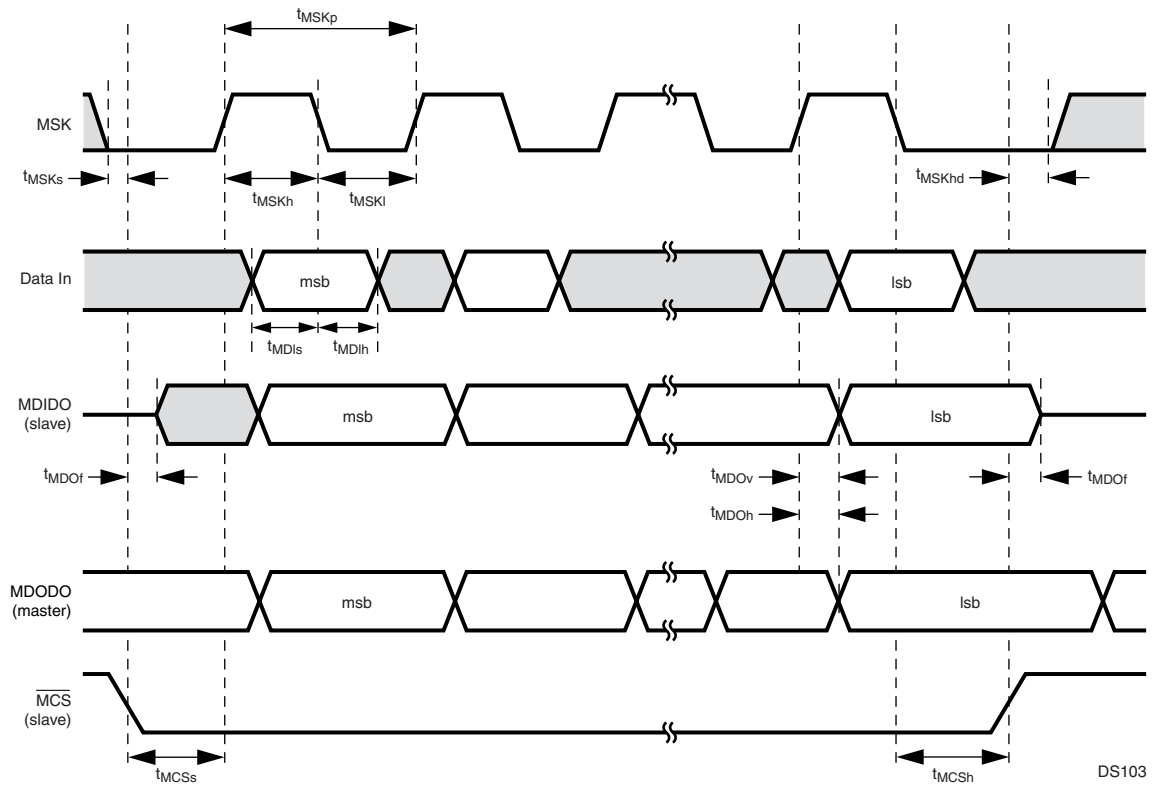 tMSKp
MSK
tMSKs
tMSKh
tMSKl
tMSKhd
Data In
msb
lsb
tMDIs
tMDIh
MDIDO
(slave)
msb
lsb
tMDOf
tMDOv
tMDOf
tMDOh
MDODO
(master)
msb
lsb
MCS
(slave)
tMCSs
tMCSh
DS103